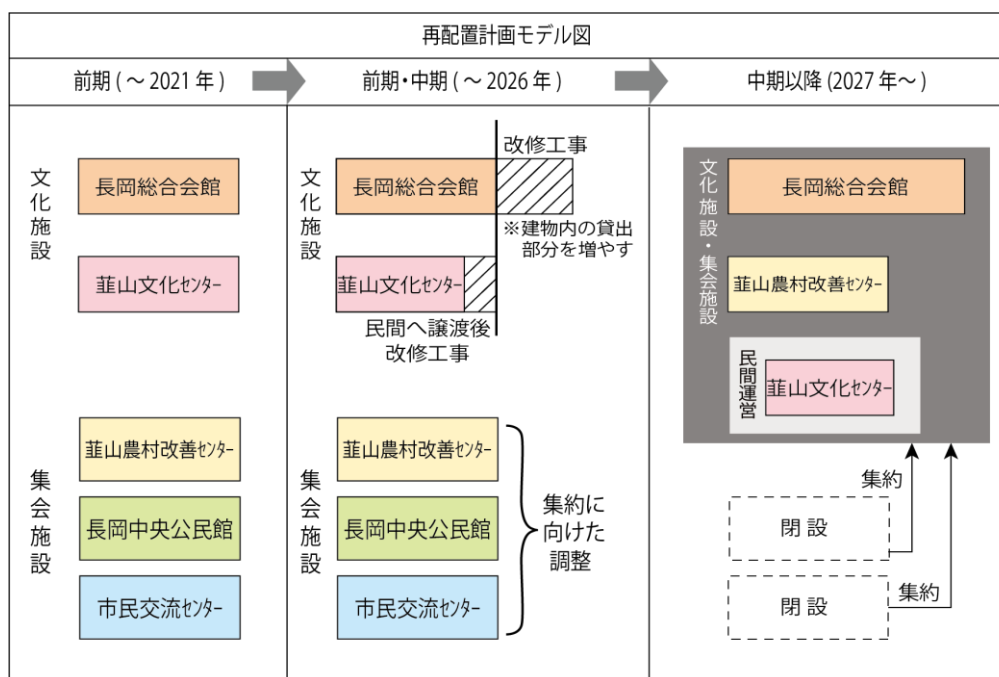 再配置計画モデル図
前期(～2021年)
前期・中期(～2026年)
中期以降(2027年～)
文化施設
長岡総合会館
韮山文化ｾﾝﾀｰ
集会施設
韮山農村改善ｾﾝﾀｰ
長岡中央公民館
市民交流ｾﾝﾀｰ
文化施設
改修工事
長岡総合会館
※建物内の貸出
部分を増やす
韮山文化ｾﾝﾀｰ
民間へ譲渡後
改修工事
集会施設
韮山農村改善ｾﾝﾀｰ
長岡中央公民館
市民交流ｾﾝﾀｰ
集約に
向けた
調整
文化施設・集会施設
長岡総合会館
韮山農村改善ｾﾝﾀｰ
民間運営
韮山文化ｾﾝﾀｰ
集約
閉設
集約
閉設